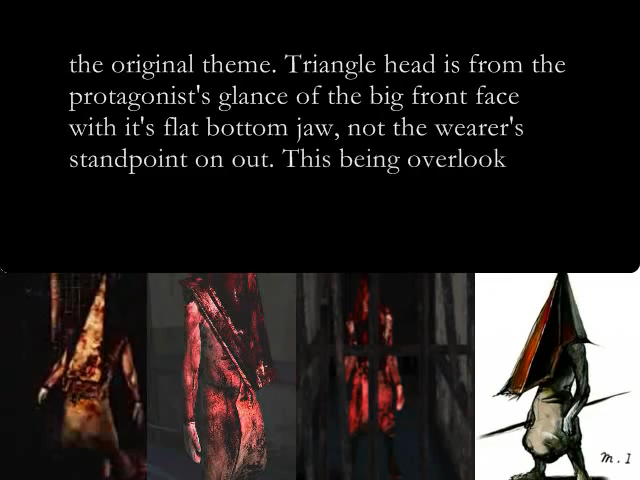 the original theme. Triangle head is from the
protagonist's glance of the big front face
with it's flat bottom jaw, not the wearer's
standpoint on out. This being overlook
m.I